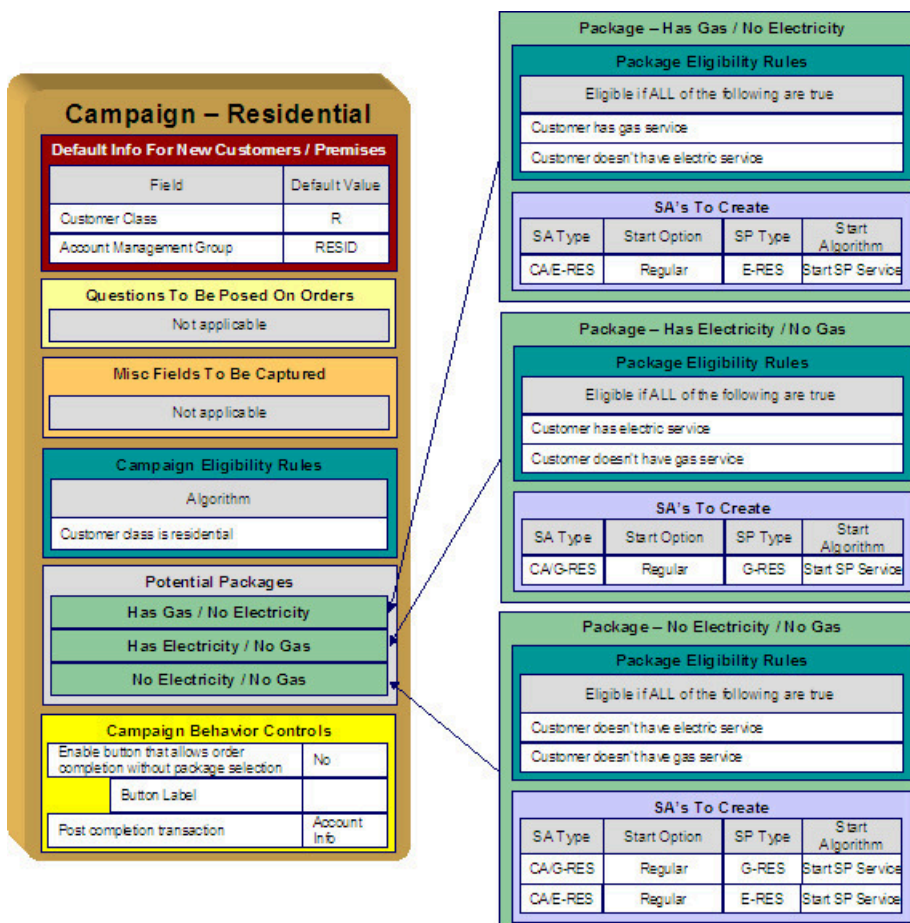 Campaign – Residential
Default Info For New Customers / Premises
Field Default Value
Customer Class R
Account Management Group RESID
Questions To Be Posed On Orders
Not applicable
Misc Fields To Be Captured
Not applicable
Campaign Eligibility Rules
Algorithm
Customer class is residential
Potential Packages
Has Gas / No Electricity
Has Electricity / No Gas
No Electricity / No Gas
Campaign Behavior Controls
Enable button that allows order
completion without package selection No
Button Label
Post completion transaction Account
Info
Package – Has Gas / No Electricity
Package Eligibility Rules
Eligible if ALL of the following are true
Customer has gas service
Customer doesn't have electric service
SA's To Create
SA Type Start Option SP Type Start
Algorithm
CA/E-RES Regular E-RES Start SP Service
Package – Has Electricity / No Gas
Package Eligibility Rules
Eligible if ALL of the following are true
Customer has electric service
Customer doesn't have gas service
SA's To Create
SA Type Start Option SP Type Start
Algorithm
CA/G-RES Regular G-RES Start SP Service
Package – No Electricity / No Gas
Package Eligibility Rules
Eligible if ALL of the following are true
Customer doesn't have electric service
Customer doesn't have gas service
SA's To Create
SA Type Start Option SP Type Start
Algorithm
CA/G-RES Regular G-RES Start SP Service
CA/E-RES Regular E-RES Start SP Service